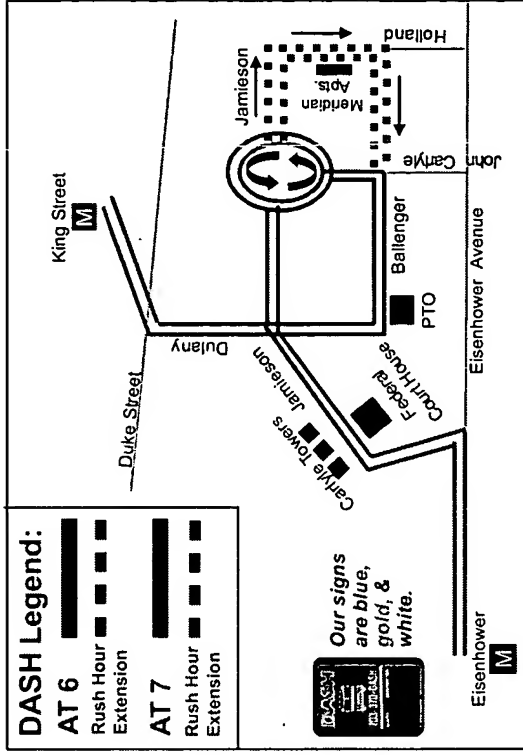 DASH Legend:
AT 6
Rush Hour
Extension
AT 7
Rush Hour
Extension
Our signs
are blue,
gold, &
white.
DASH
Duke Street
King Street
M
Dulany
Jamieson
Jamieson
Holland
Meridian
Apts.
John Carlyle
Ballenger
PTO
Federal
Court House
Carlyle Towers
Eisenhower Avenue
Eisenhower
M